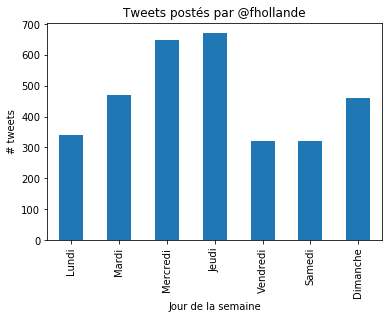 Tweets postés par @fhollande
# tweets
700
600
500
400
300
200
100
0
Lundi
Mardi
Mercredi
Jeudi
Vendredi
Samedi
Dimanche
Jour de la semaine